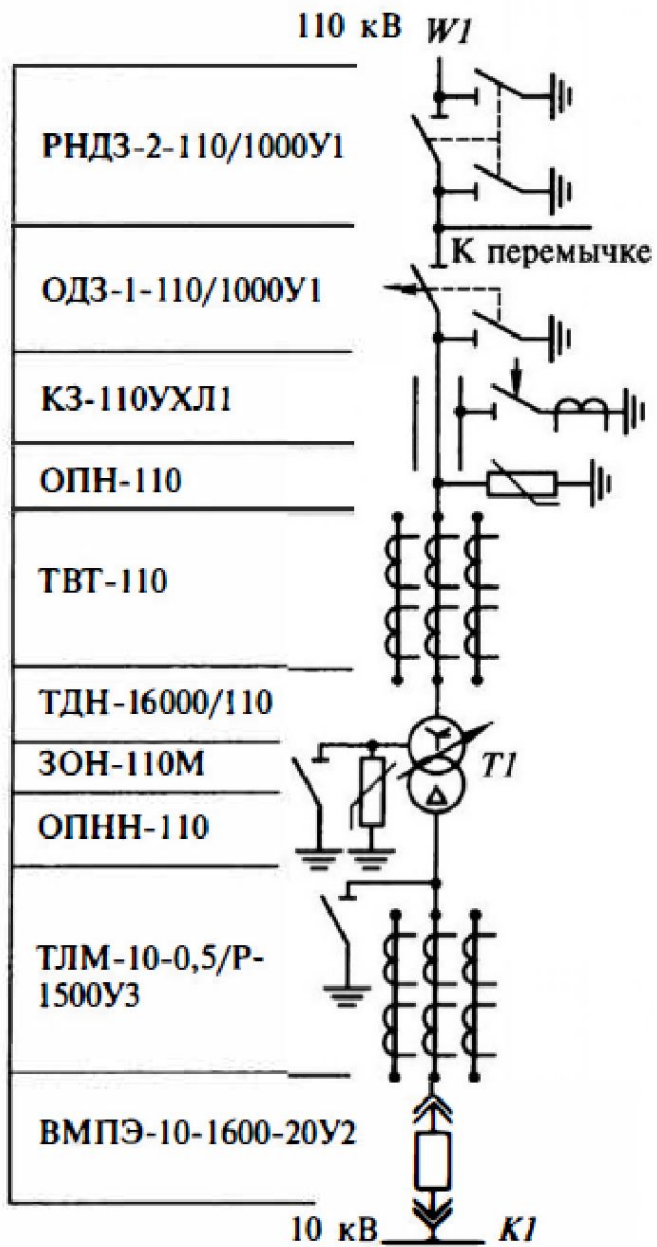 110 кВ W1
РНДЗ-2-110/1000У1
К перемычке
ОДЗ-1-110/1000У1
КЗ-110УХЛ1
ОПН-110
ТВТ-110
ТДН-16000/110
ЗОН-110М
T1
ОПНН-110
ТЛМ-10-0,5/Р-
1500У3
ВМПЭ-10-1600-20У2
10 кВ K1